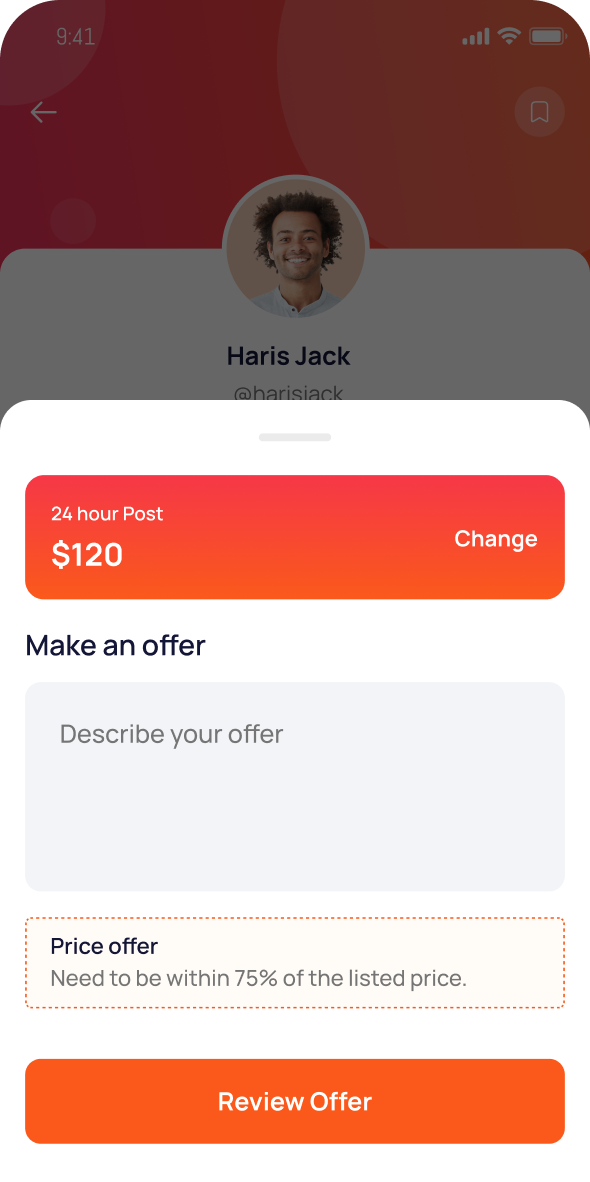 9:41
Haris Jack
@harisjack
24 hour Post
$120
Change
Make an offer
Describe your offer
Price offer
Need to be within 75% of the listed price.
Review Offer